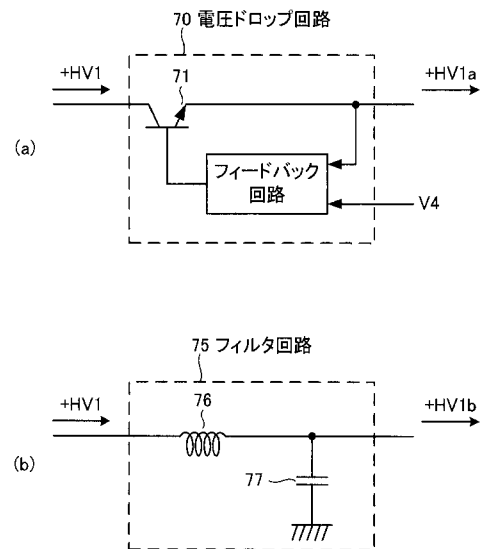 70 電圧ドロップ回路
+HV1
71
+HV1a
(a)
フィードバック
回路
V4
75 フィルタ回路
+HV1
76
+HV1b
(b)
77